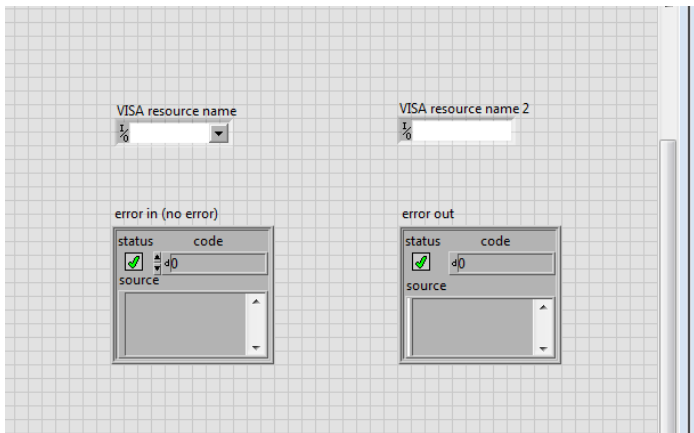 VISA resource name
VISA resource name 2
I/O
I/O
error in (no error)
error out
status code
status code
d0
d0
source
source